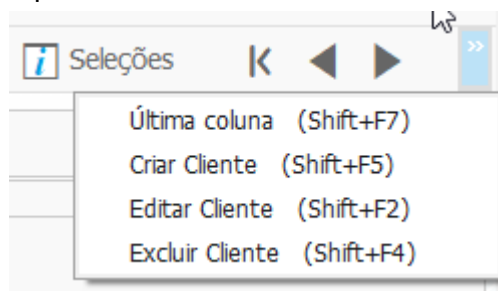 Seleções
»
Última coluna (Shift+F7)
Criar Cliente (Shift+F5)
Editar Cliente (Shift+F2)
Excluir Cliente (Shift+F4)